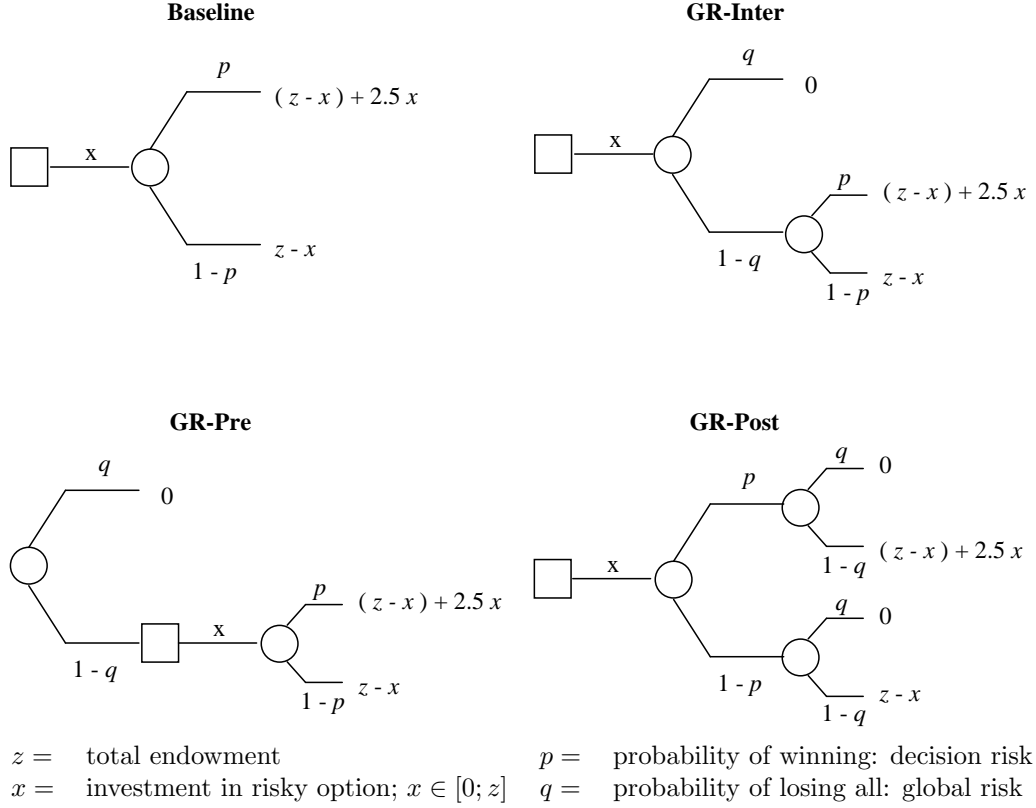 Baseline
p
( z - x ) + 2.5 x
x
z - x
1 - p
GR-Inter
q
0
x
p
( z - x ) + 2.5 x
1 - q
z - x
1 - p
GR-Pre
q
0
p
( z - x ) + 2.5 x
x
1 - q
z - x
1 - p
GR-Post
q
0
p
( z - x ) + 2.5 x
1 - q
x
q
0
1 - p
z - x
1 - q
z = total endowment
x = investment in risky option; x ∈ [0; z]
p = probability of winning: decision risk
q = probability of losing all: global risk